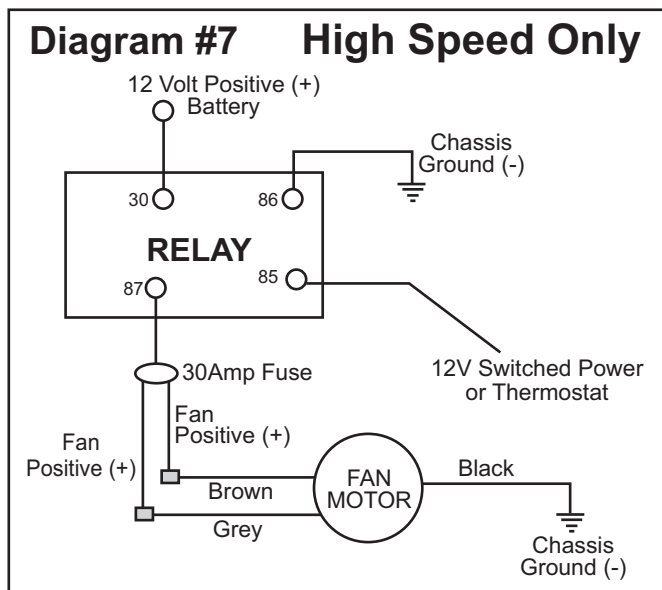 Diagram #7 High Speed Only
12 Volt Positive (+)
Battery
Chassis
Ground (-)
30
86
RELAY
87
85
30Amp Fuse
12V Switched Power
or Thermostat
Fan
Positive (+)
Fan
Positive (+)
Brown
Grey
FAN
MOTOR
Black
Chassis
Ground (-)